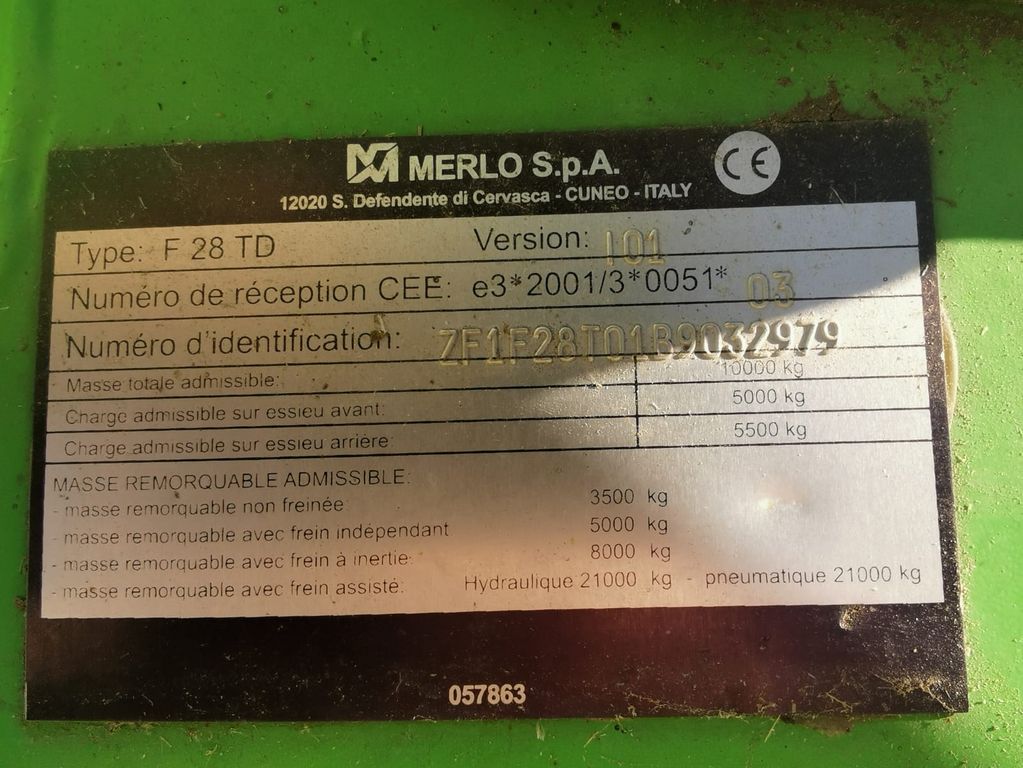 MERLO S.p.A. CE
12020 S. Defendente di Cervasca - CUNEO - ITALY
Type: F 28 TD Version: I01
Numéro de réception CEE: e3*2001/3*0051* 03
Numéro d'identification: ZF1F28T01B9032979
Masse totale admissible: 10000 kg
Charge admissible sur essieu avant: 5000 kg
Charge admissible sur essieu arrière: 5500 kg
MASSE REMORQUABLE ADMISSIBLE:
- masse remorquable non freinée: 3500 kg
- masse remorquable avec frein indépendant 5000 kg
- masse remorquable avec frein à inertie: 8000 kg
- masse remorquable avec frein assisté: Hydraulique 21000 kg - pneumatique 21000 kg
057863